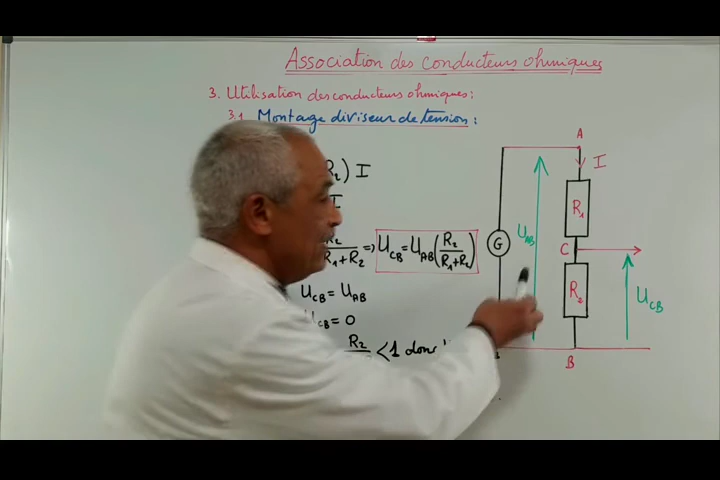 Association des conducteurs ohmiques
3. Utilisation des conducteurs ohmiques:
3.1 Montage diviseur de tension:
R₂) I
I
R₂/(R₁+R₂) => U_CB = U_AB (R₂/(R₁+R₂))
U_CB = U_AB
U_CB = 0
R₂ < 1 donc
A
I
R₁
U_AB
G
C
R₂
U_CB
B